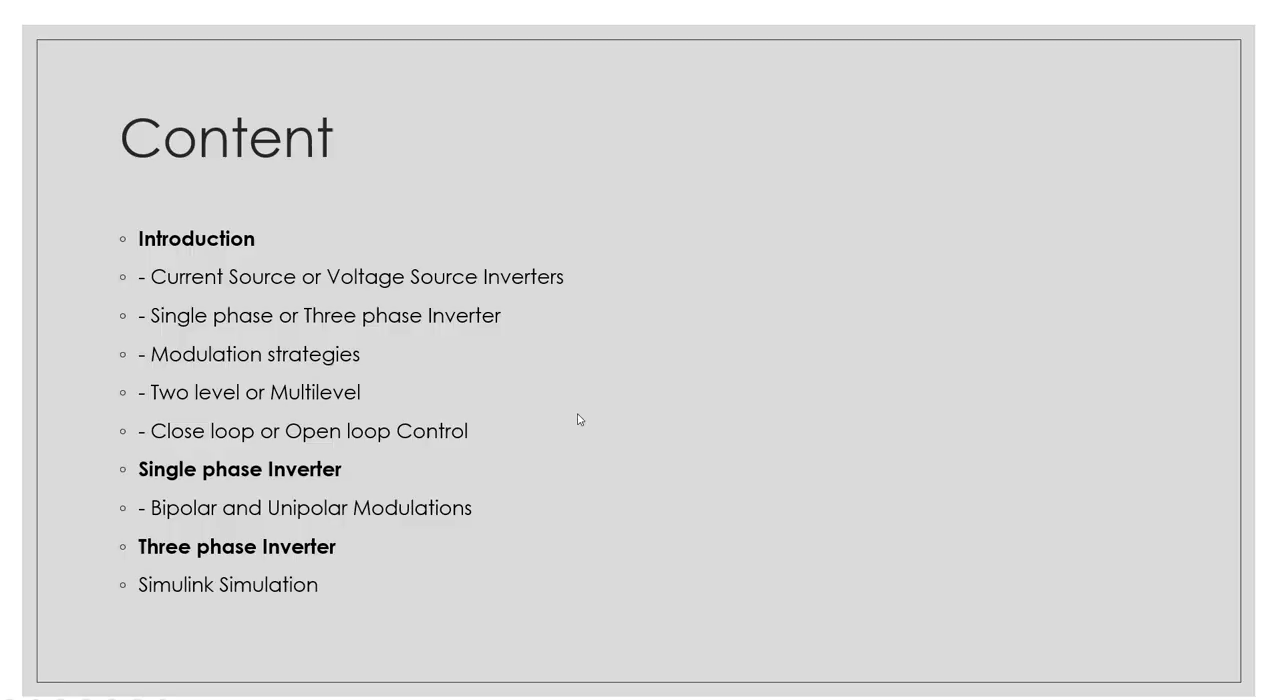 Content
◦ Introduction
◦ - Current Source or Voltage Source Inverters
◦ - Single phase or Three phase Inverter
◦ - Modulation strategies
◦ - Two level or Multilevel
◦ - Close loop or Open loop Control
◦ Single phase Inverter
◦ - Bipolar and Unipolar Modulations
◦ Three phase Inverter
◦ Simulink Simulation